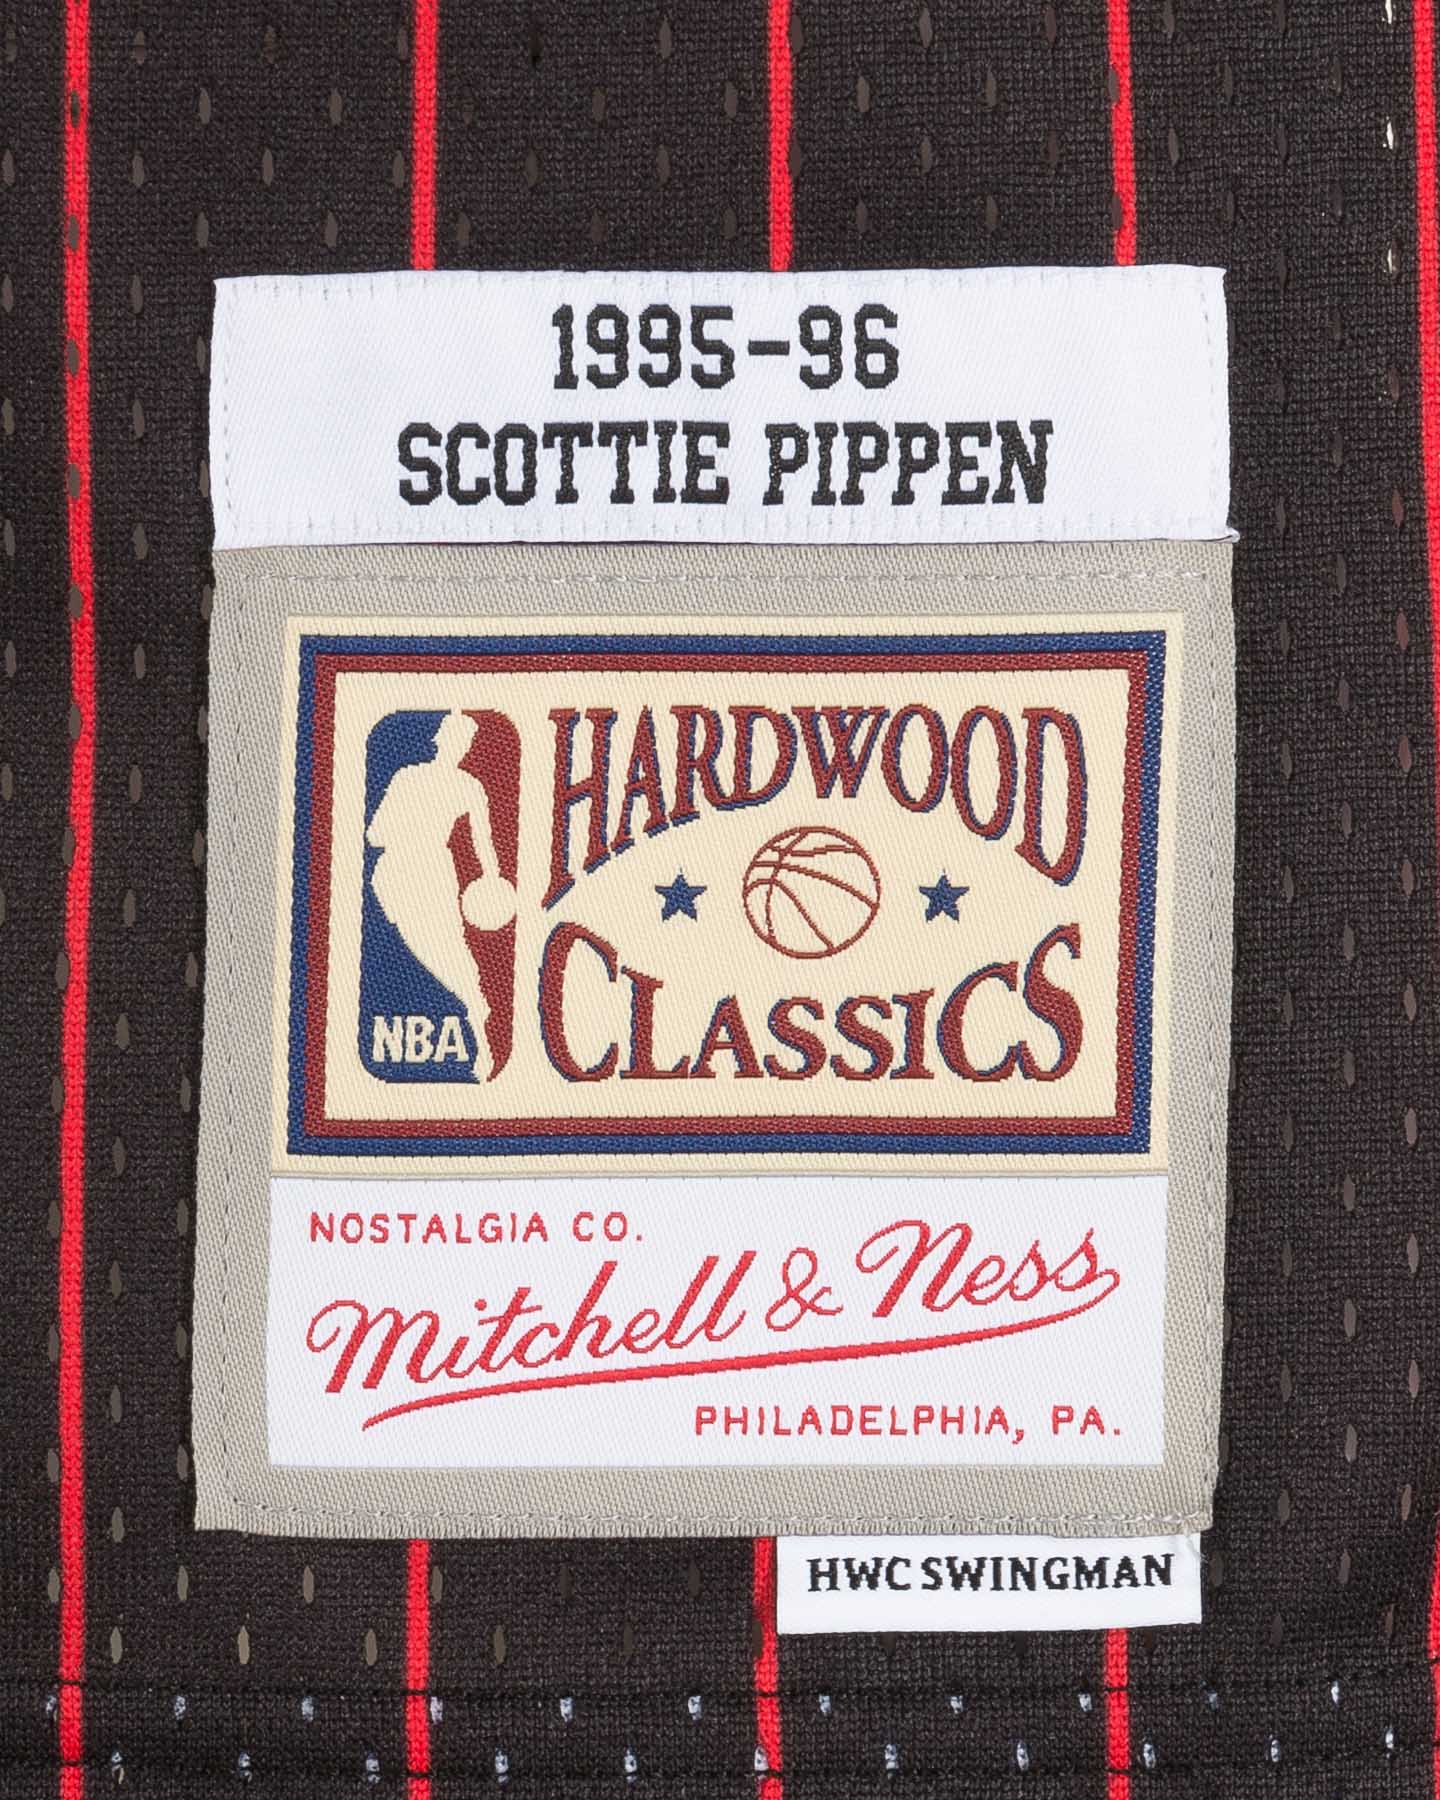 1995-96
SCOTTIE PIPPEN
HARDWOOD
CLASSICS
NBA
NOSTALGIA CO.
Mitchell & Ness
PHILADELPHIA, PA.
HWC SWINGMAN